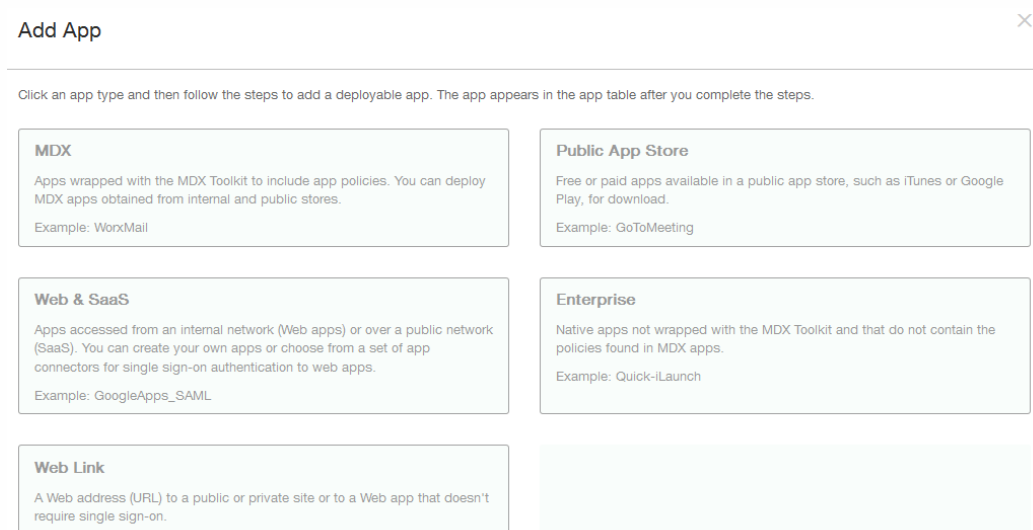 Add App
Click an app type and then follow the steps to add a deployable app. The app appears in the app table after you complete the steps.
MDX
Apps wrapped with the MDX Toolkit to include app policies. You can deploy
MDX apps obtained from internal and public stores.
Example: WorxMail
Public App Store
Free or paid apps available in a public app store, such as iTunes or Google
Play, for download.
Example: GoToMeeting
Web & SaaS
Apps accessed from an internal network (Web apps) or over a public network
(SaaS). You can create your own apps or choose from a set of app
connectors for single sign-on authentication to web apps.
Example: GoogleApps_SAML
Enterprise
Native apps not wrapped with the MDX Toolkit and that do not contain the
policies found in MDX apps.
Example: Quick-iLaunch
Web Link
A Web address (URL) to a public or private site or to a Web app that doesn't
require single sign-on.